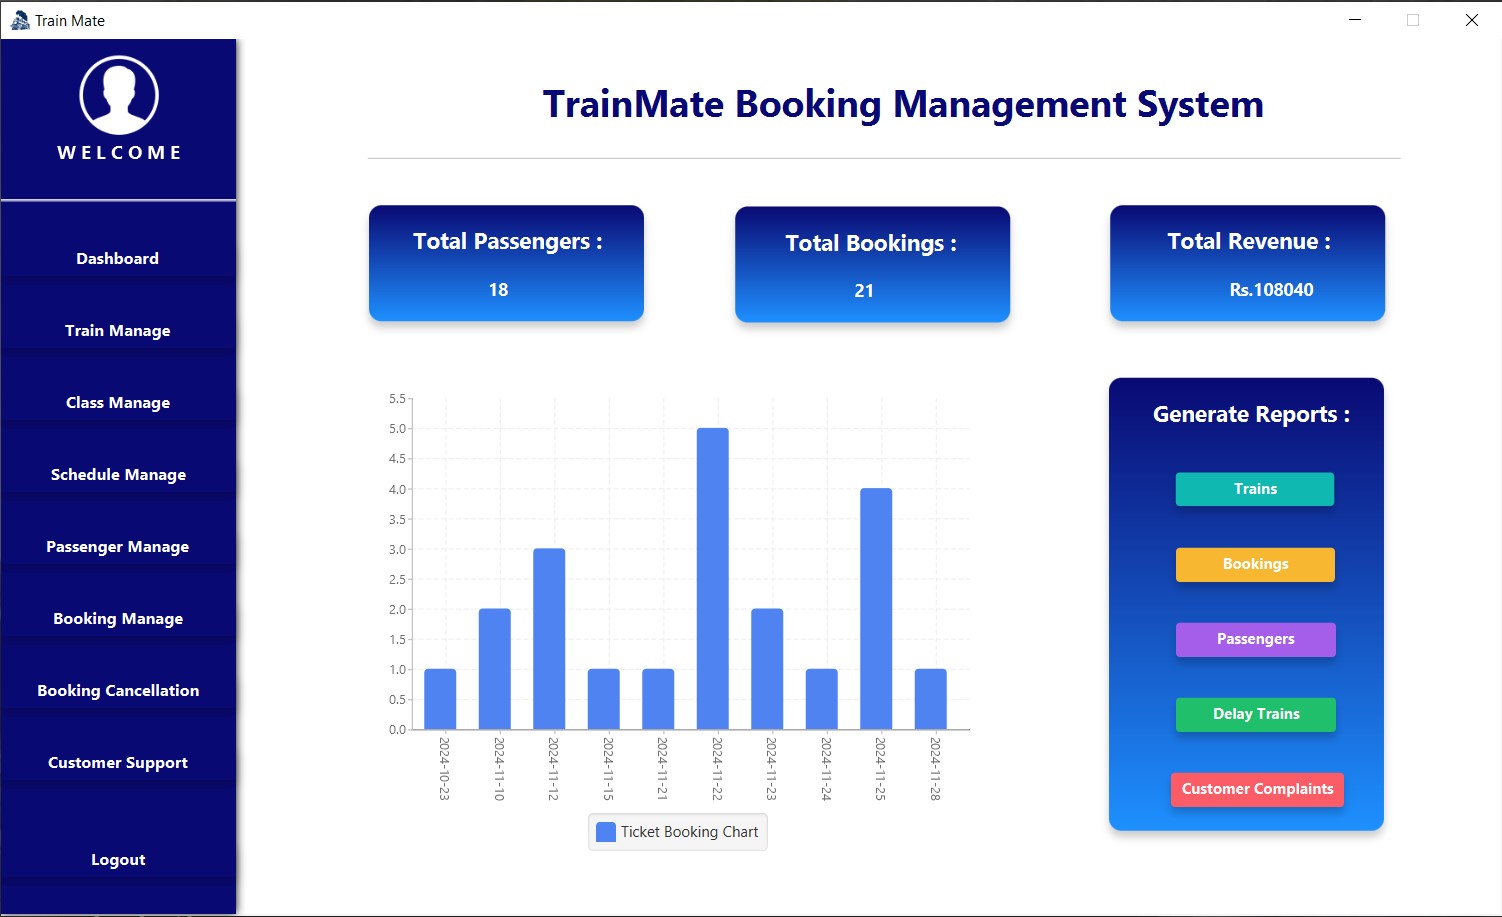 Train Mate
WELCOME
Dashboard
Train Manage
Class Manage
Schedule Manage
Passenger Manage
Booking Manage
Booking Cancellation
Customer Support
Logout
TrainMate Booking Management System
Total Passengers :
18
Total Bookings :
21
Total Revenue :
Rs.108040
5.5
5.0
4.5
4.0
3.5
3.0
2.5
2.0
1.5
1.0
0.5
0.0
2024-10-23
2024-11-10
2024-11-12
2024-11-15
2024-11-21
2024-11-22
2024-11-23
2024-11-24
2024-11-25
2024-11-28
Ticket Booking Chart
Generate Reports :
Trains
Bookings
Passengers
Delay Trains
Customer Complaints